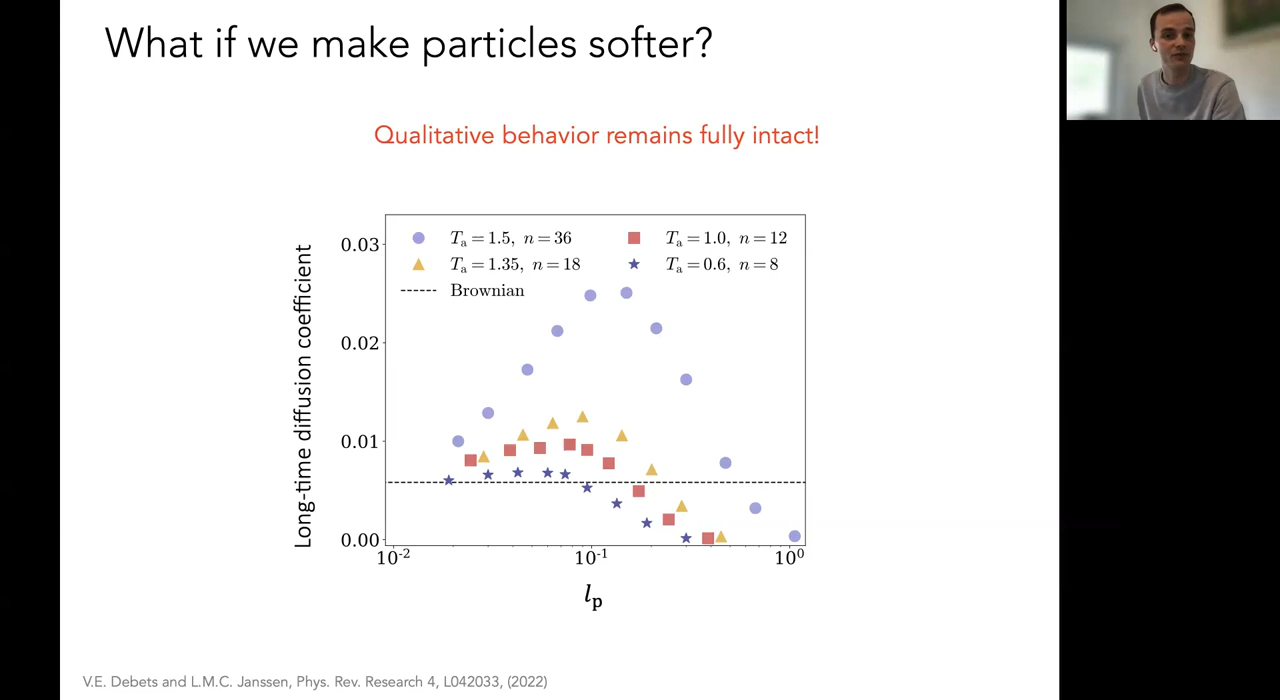 What if we make particles softer?
Qualitative behavior remains fully intact!
Long-time diffusion coefficient
0.03
0.02
0.01
0.00
Tₐ = 1.5, n = 36
Tₐ = 1.0, n = 12
Tₐ = 1.35, n = 18
Tₐ = 0.6, n = 8
Brownian
10⁻²
10⁻¹
10⁰
lₚ
V.E. Debets and L.M.C. Janssen, Phys. Rev. Research 4, L042033, (2022)